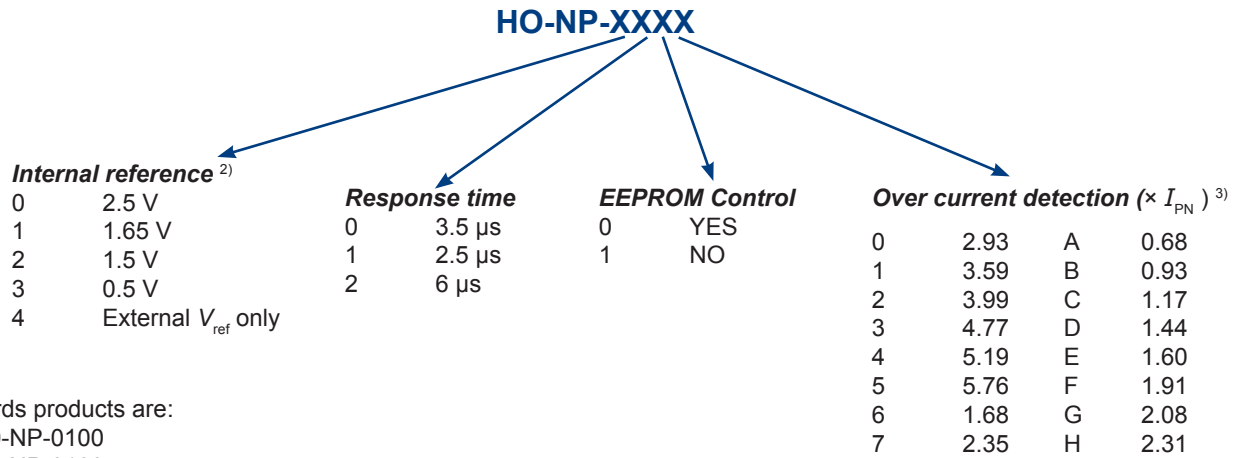 HO-NP-XXXX
Internal reference 2)
0 2.5 V
1 1.65 V
2 1.5 V
3 0.5 V
4 External Vref only
Response time
0 3.5 µs
1 2.5 µs
2 6 µs
EEPROM Control
0 YES
1 NO
Over current detection (× IPN ) 3)
0 2.93 A 0.68
1 3.59 B 0.93
2 3.99 C 1.17
3 4.77 D 1.44
4 5.19 E 1.60
5 5.76 F 1.91
6 1.68 G 2.08
7 2.35 H 2.31
products are:
-NP-0100